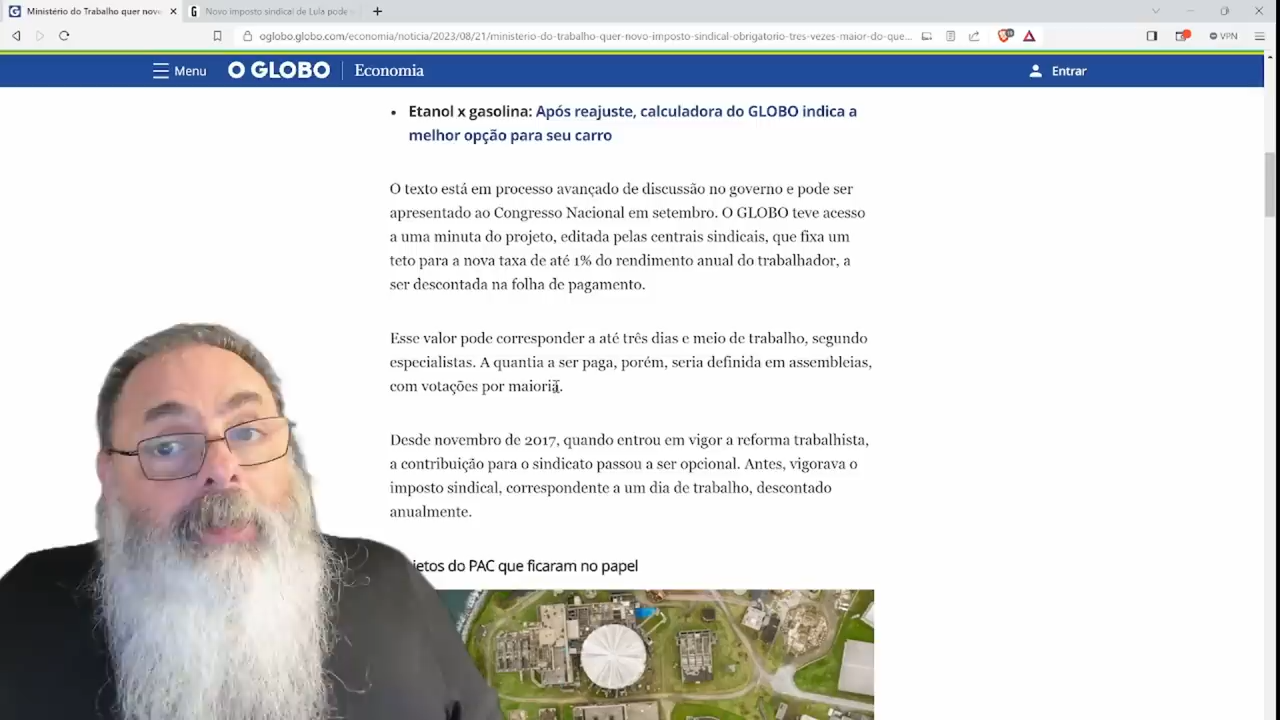 Ministério do Trabalho quer nov
Novo imposto sindical de Lula pode
oglobo.globo.com/economia/noticia/2023/08/21/ministerio-do-trabalho-quer-novo-imposto-sindical-obrigatorio-tres-vezes-maior-do-que...
VPN
Menu
O GLOBO
Economia
Entrar
• Etanol x gasolina: Após reajuste, calculadora do GLOBO indica a
melhor opção para seu carro
O texto está em processo avançado de discussão no governo e pode ser
apresentado ao Congresso Nacional em setembro. O GLOBO teve acesso
a uma minuta do projeto, editada pelas centrais sindicais, que fixa um
teto para a nova taxa de até 1% do rendimento anual do trabalhador, a
ser descontada na folha de pagamento.
Esse valor pode corresponder a até três dias e meio de trabalho, segundo
especialistas. A quantia a ser paga, porém, seria definida em assembleias,
com votações por maioria.
Desde novembro de 2017, quando entrou em vigor a reforma trabalhista,
a contribuição para o sindicato passou a ser opcional. Antes, vigorava o
imposto sindical, correspondente a um dia de trabalho, descontado
anualmente.
jetos do PAC que ficaram no papel